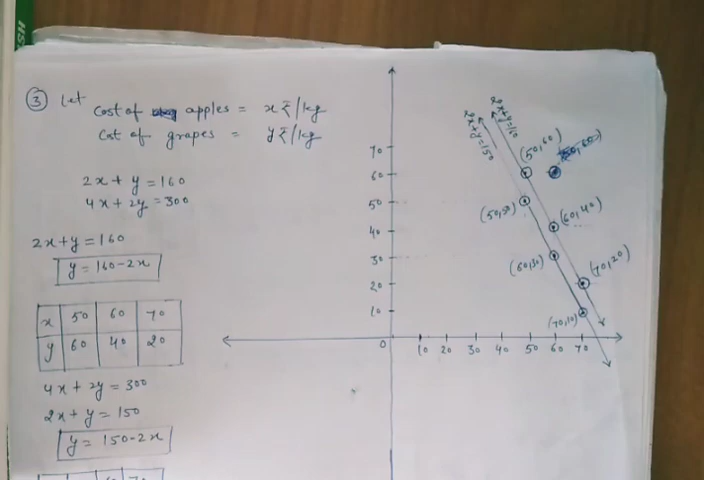 ③ Let
Cost of apples = x ₹/kg
Cost of grapes = y ₹/kg
2x + y = 160
4x + 2y = 300
2x + y = 160
y = 160 - 2x
x 50 60 70
y 60 40 20
4x + 2y = 300
2x + y = 150
y = 150 - 2x
60 70
2x+y=160
2x+y=150
(50,60)
(50,50)
(60,40)
(60,30)
(70,20)
(70,10)
70
60
50
40
30
20
10
0 10 20 30 40 50 60 70